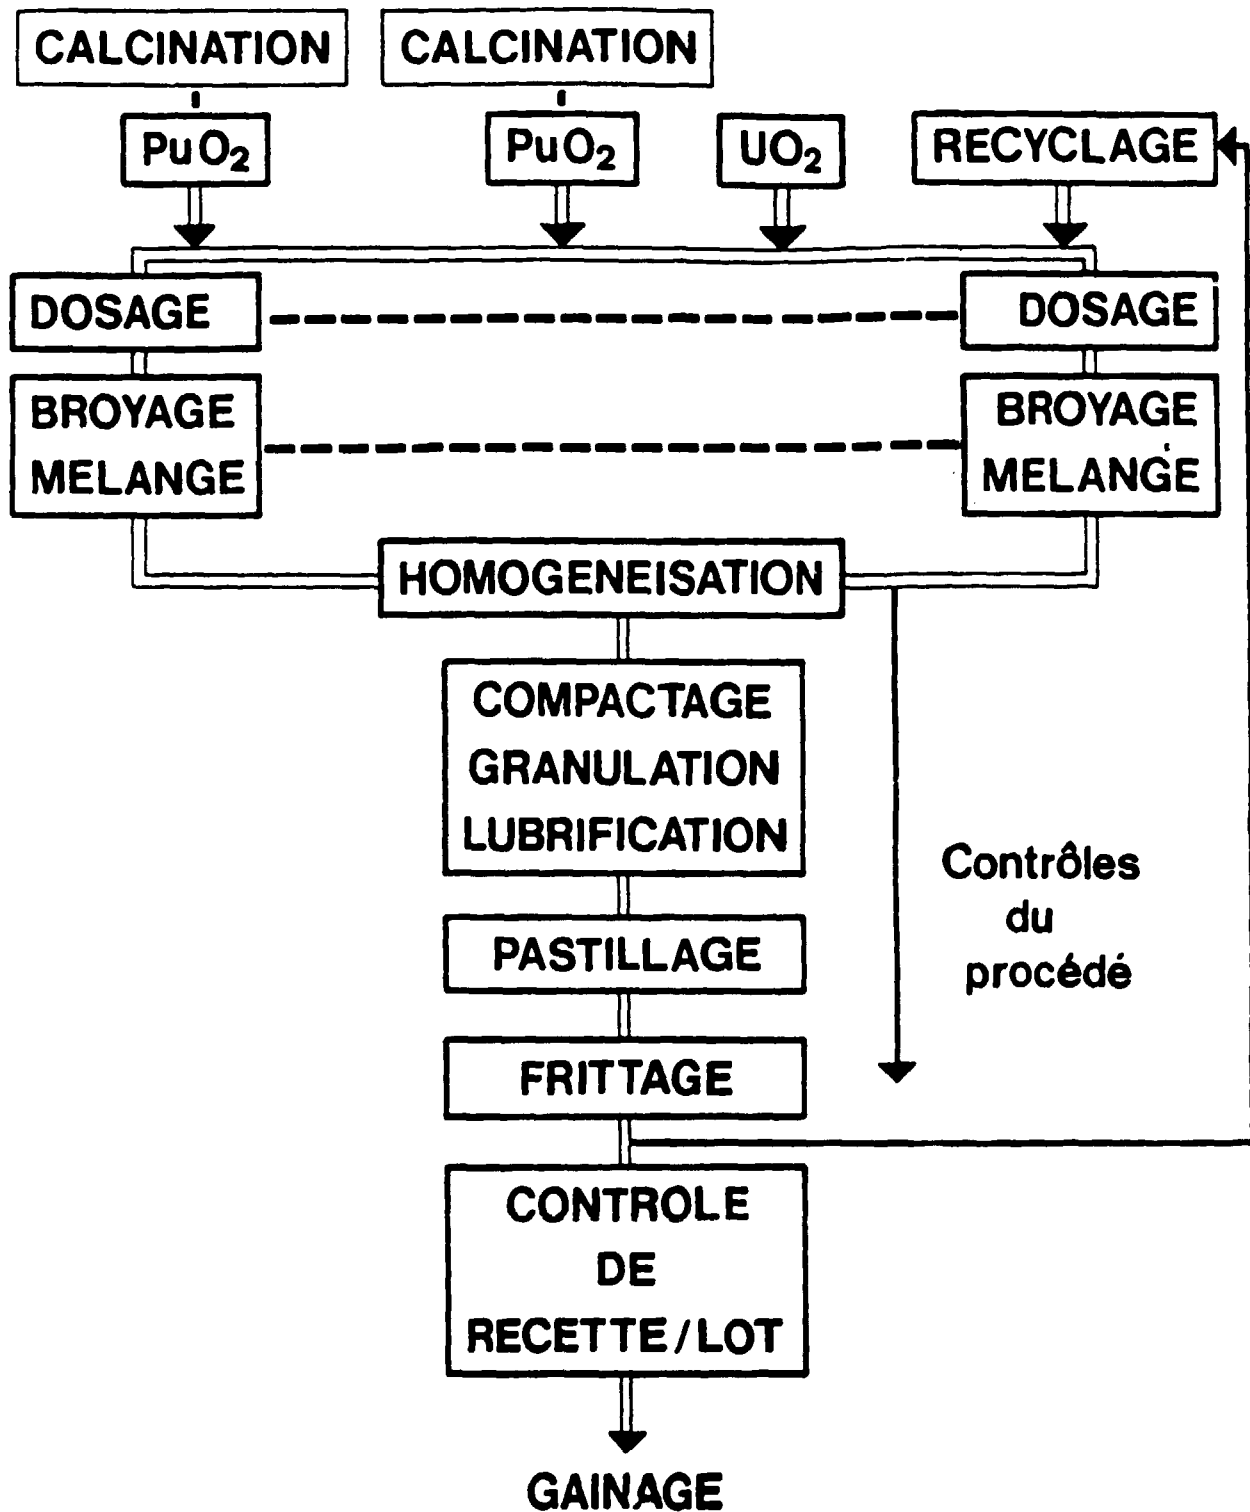 CALCINATION
CALCINATION
PuO₂
PuO₂
UO₂
RECYCLAGE
DOSAGE
DOSAGE
BROYAGE
MELANGE
BROYAGE
MELANGE
HOMOGENEISATION
COMPACTAGE
GRANULATION
LUBRIFICATION
Contrôles
du
procédé
PASTILLAGE
FRITTAGE
CONTROLE
DE
RECETTE/LOT
GAINAGE